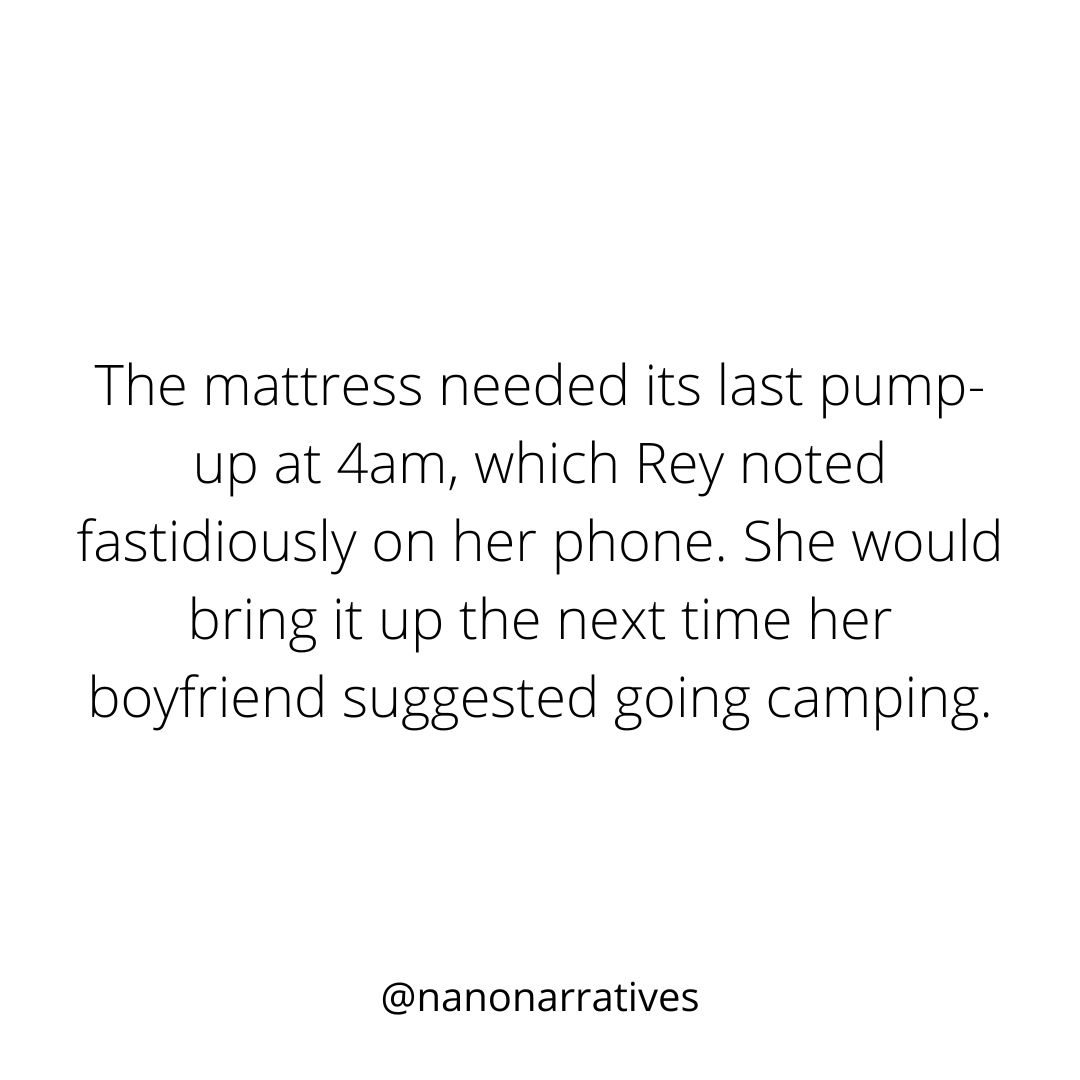 The mattress needed its last pump-
up at 4am, which Rey noted
fastidiously on her phone. She would
bring it up the next time her
boyfriend suggested going camping.
@nanonarratives